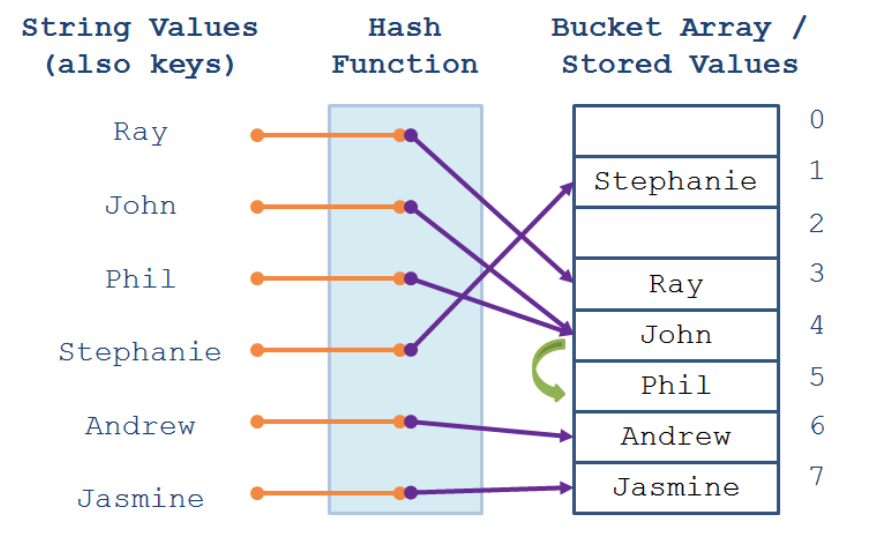 String Values
(also keys)
Hash
Function
Bucket Array /
Stored Values
Ray
John
Phil
Stephanie
Andrew
Jasmine
0
Stephanie 1
2
Ray 3
John 4
Phil 5
Andrew 6
Jasmine 7